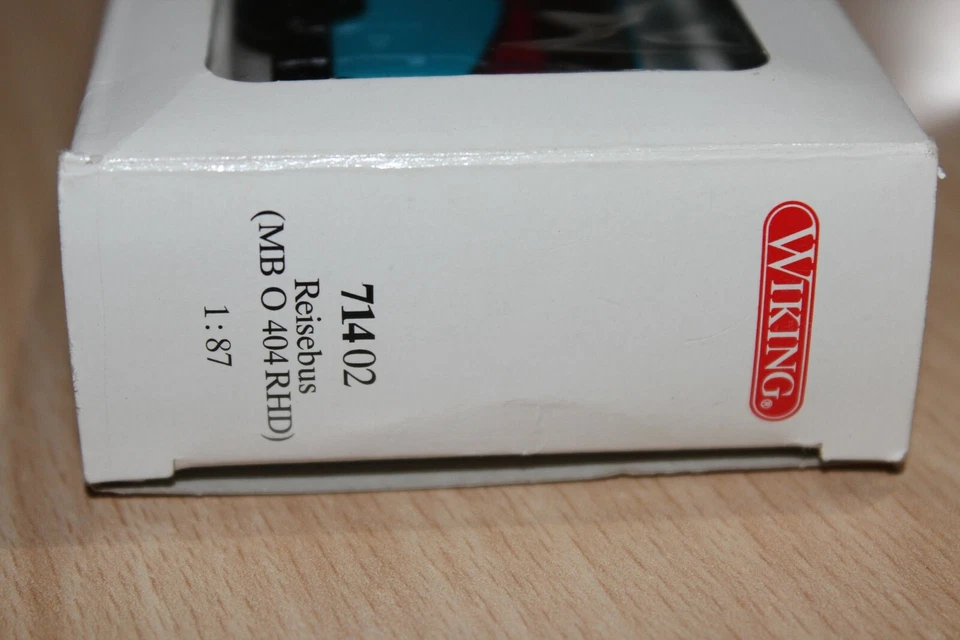 WIKING®
71402
Reisebus
(MB O 404 RHD)
1:87